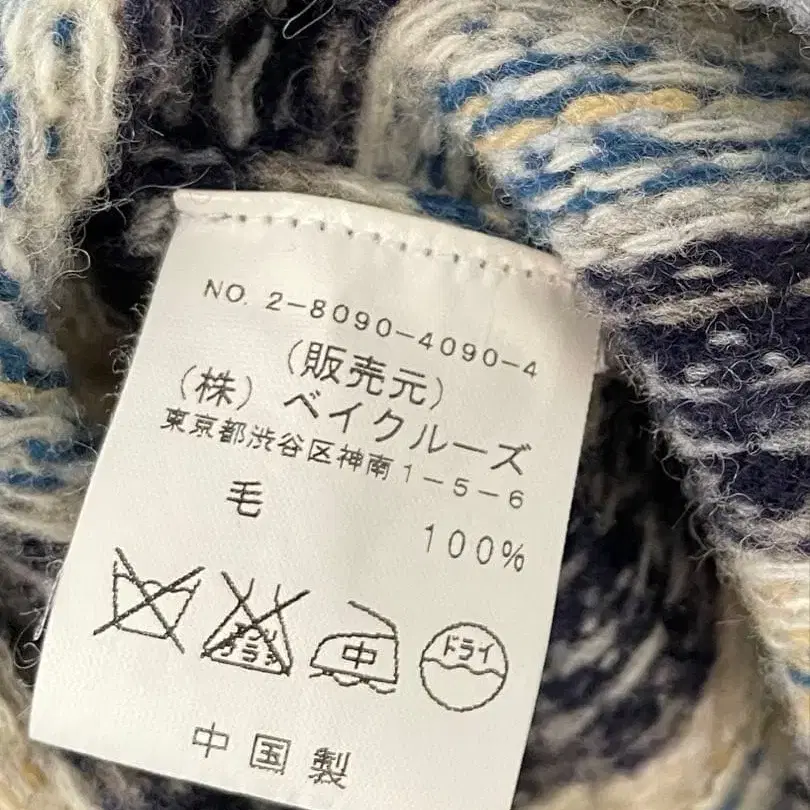 NO. 2-8090-4090-4
(販売元)
(株) ベイクルーズ
東京都渋谷区神南1-5-6
毛 100%
中 ドライ
中国製